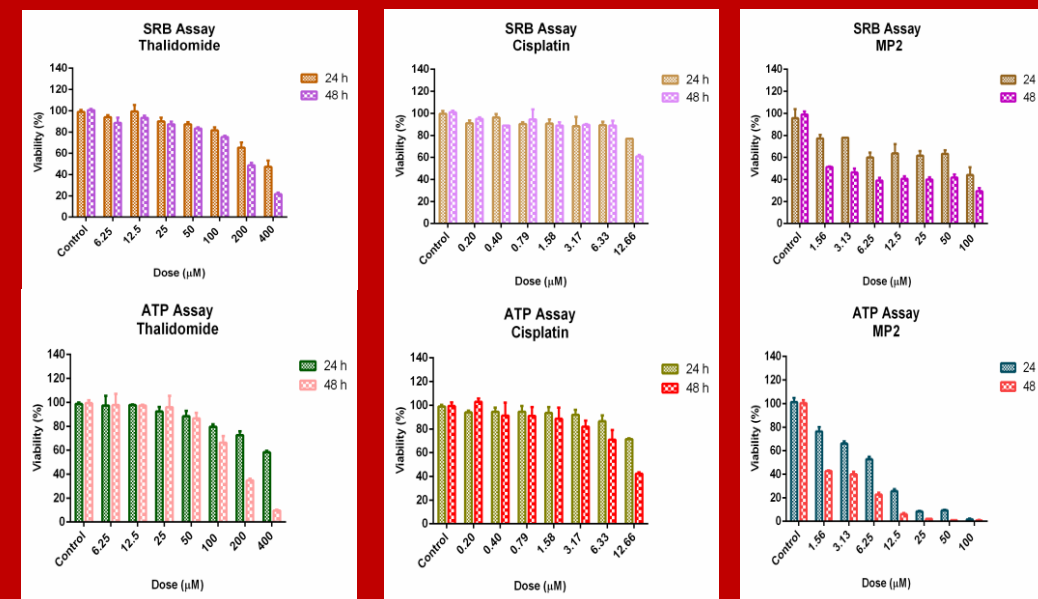 SRB Assay
Thalidomide
140
120
100
80
60
40
20
0
Viability (%)
24 h
48 h
Control
6.25
12.5
25
50
100
200
400
Dose (μM)
SRB Assay
Cisplatin
140
120
100
80
60
40
20
0
Viability (%)
24 h
48 h
Control
0.20
0.40
0.79
1.58
3.17
6.33
12.66
Dose (μM)
SRB Assay
MP2
140
120
100
80
60
40
20
0
Viability (%)
24
48
Control
1.56
3.13
6.25
12.5
25
50
100
Dose (μM)
ATP Assay
Thalidomide
140
120
100
80
60
40
20
0
Viability (%)
24 h
48 h
Control
6.25
12.5
25
50
100
200
400
Dose (μM)
ATP Assay
Cisplatin
140
120
100
80
60
40
20
0
Viability (%)
24 h
48 h
Control
0.20
0.40
0.79
1.58
3.17
6.33
12.66
Dose (μM)
ATP Assay
MP2
140
120
100
80
60
40
20
0
Viability (%)
24
48
Control
1.56
3.13
6.25
12.5
25
50
100
Dose (μM)